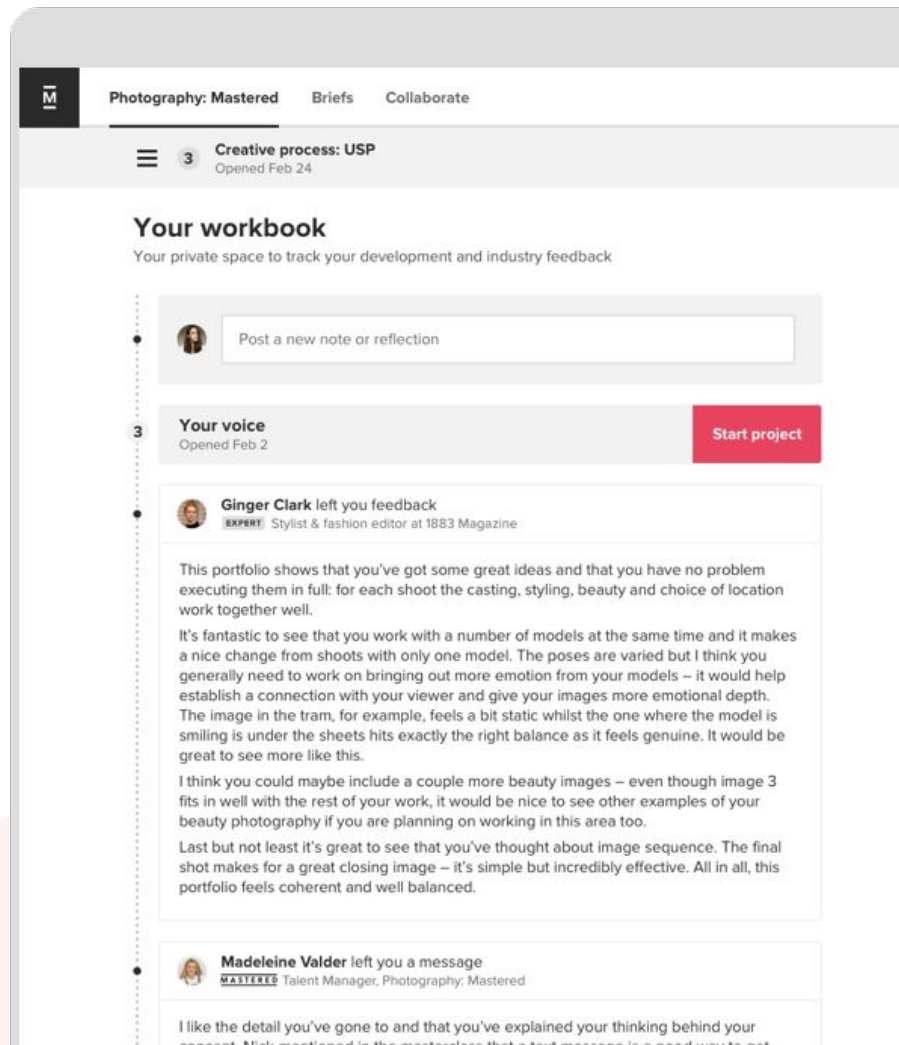 M
Photography: Mastered Briefs Collaborate
3
Creative process: USP
Opened Feb 24
Your workbook
Your private space to track your development and industry feedback
Post a new note or reflection
3
Your voice
Opened Feb 2
Start project
Ginger Clark left you feedback
EXPERT Stylist & fashion editor at 1883 Magazine
This portfolio shows that you’ve got some great ideas and that you have no problem
executing them in full: for each shoot the casting, styling, beauty and choice of location
work together well.
It’s fantastic to see that you work with a number of models at the same time and it makes
a nice change from shoots with only one model. The poses are varied but I think you
generally need to work on bringing out more emotion from your models – it would help
establish a connection with your viewer and give your images more emotional depth.
The image in the tram, for example, feels a bit static whilst the one where the model is
smiling is under the sheets hits exactly the right balance as it feels genuine. It would be
great to see more like this.
I think you could maybe include a couple more beauty images – even though image 3
fits in well with the rest of your work, it would be nice to see other examples of your
beauty photography if you are planning on working in this area too.
Last but not least it’s great to see that you’ve thought about image sequence. The final
shot makes for a great closing image – it’s simple but incredibly effective. All in all, this
portfolio feels coherent and well balanced.
Madeleine Valder left you a message
MASTERED Talent Manager, Photography: Mastered
I like the detail you’ve gone to and that you’ve explained your thinking behind your
concept. Nick mentioned in the masterclass that a text message is a good way to get